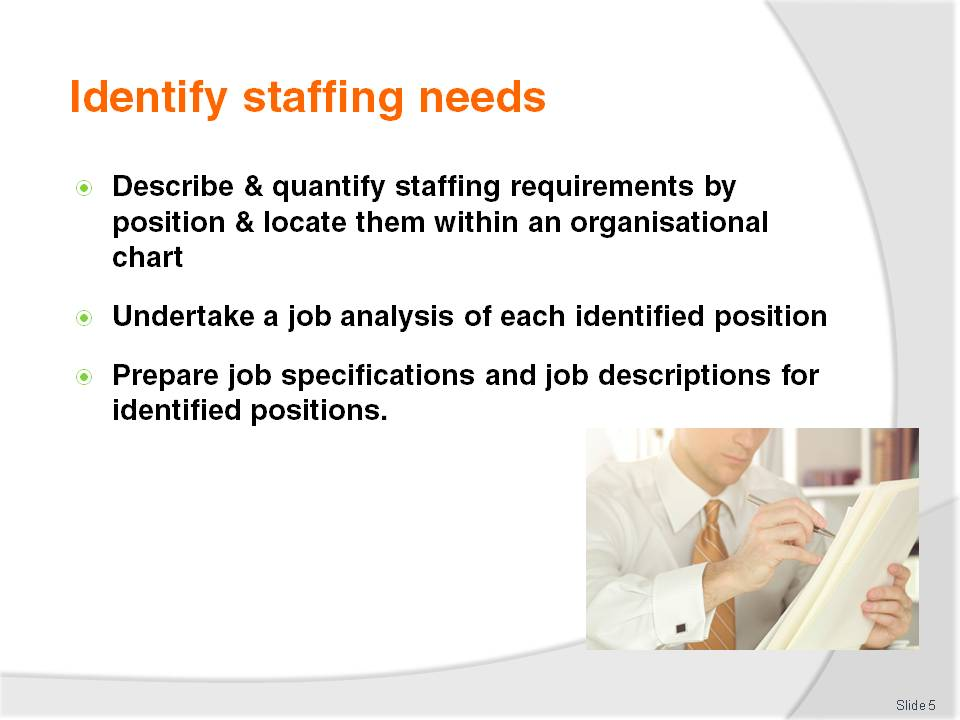 Identify staffing needs
Describe & quantify staffing requirements by
position & locate them within an organisational
chart
Undertake a job analysis of each identified position
Prepare job specifications and job descriptions for
identified positions.
Slide 5